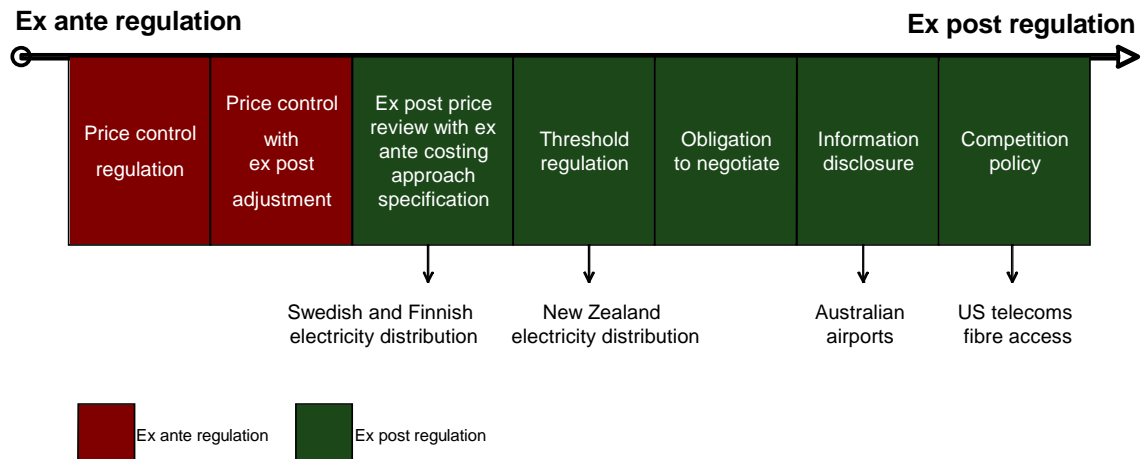 Ex ante regulation
Ex post regulation
Price control
regulation
Price control
with
ex post
adjustment
Ex post price
review with ex
ante costing
approach
specification
Threshold
regulation
Obligation
to negotiate
Information
disclosure
Competition
policy
Swedish and Finnish
electricity distribution
New Zealand
electricity distribution
Australian
airports
US telecoms
fibre access
Ex ante regulation
Ex post regulation